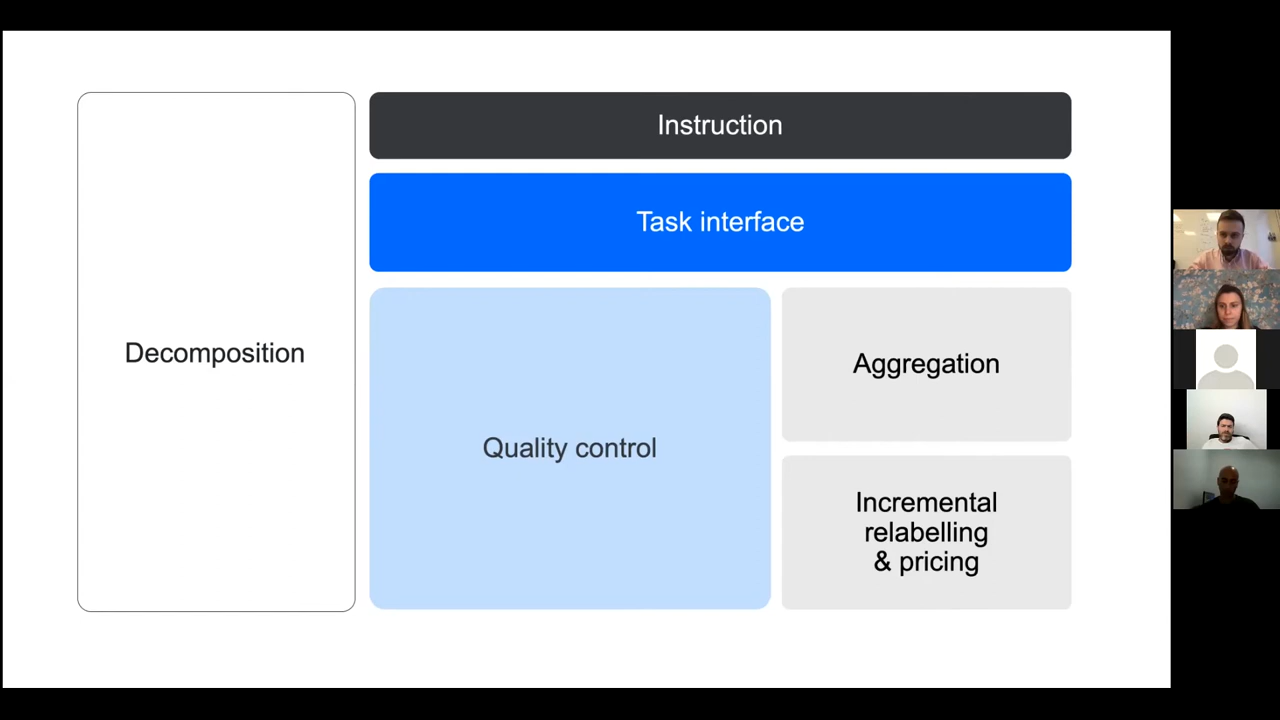 Instruction
Task interface
Decomposition
Quality control
Aggregation
Incremental
relabelling
& pricing